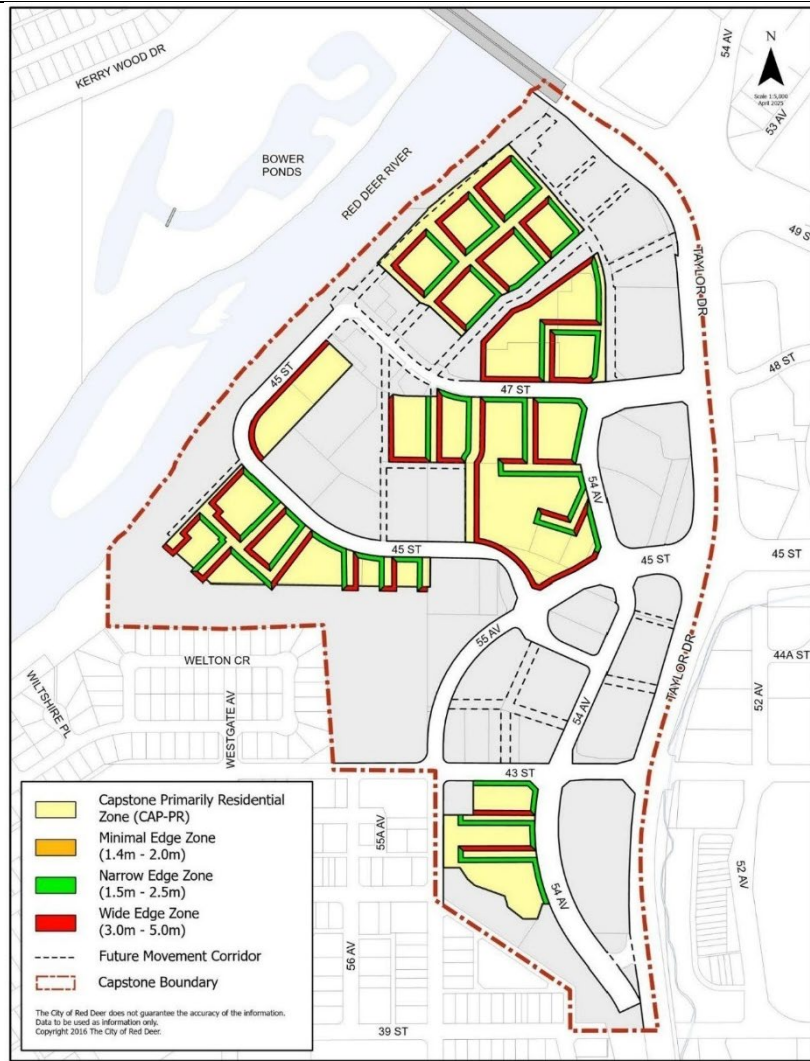 KERRY WOOD DR
54 AV
N
Scale 1:5,000
April 2025
53 AV
BOWER
PONDS
RED DEER RIVER
49 S
TAYLOR DR
45 ST
48 ST
47 ST
54 AV
45 ST
45 ST
45 ST
55 AV
WELTON CR
44A ST
WILTSHIRE PL
WESTGATE AV
54 AV
TAYLOR DR
52 AV
43 ST
Capstone Primarily Residential
Zone (CAP-PR)
Minimal Edge Zone
(1.4m - 2.0m)
Narrow Edge Zone
(1.5m - 2.5m)
Wide Edge Zone
(3.0m - 5.0m)
Future Movement Corridor
Capstone Boundary
The City of Red Deer does not guarantee the accuracy of the information.
Data to be used as information only.
Copyright 2016 The City of Red Deer.
55A AV
56 AV
54 AV
52 AV
39 ST